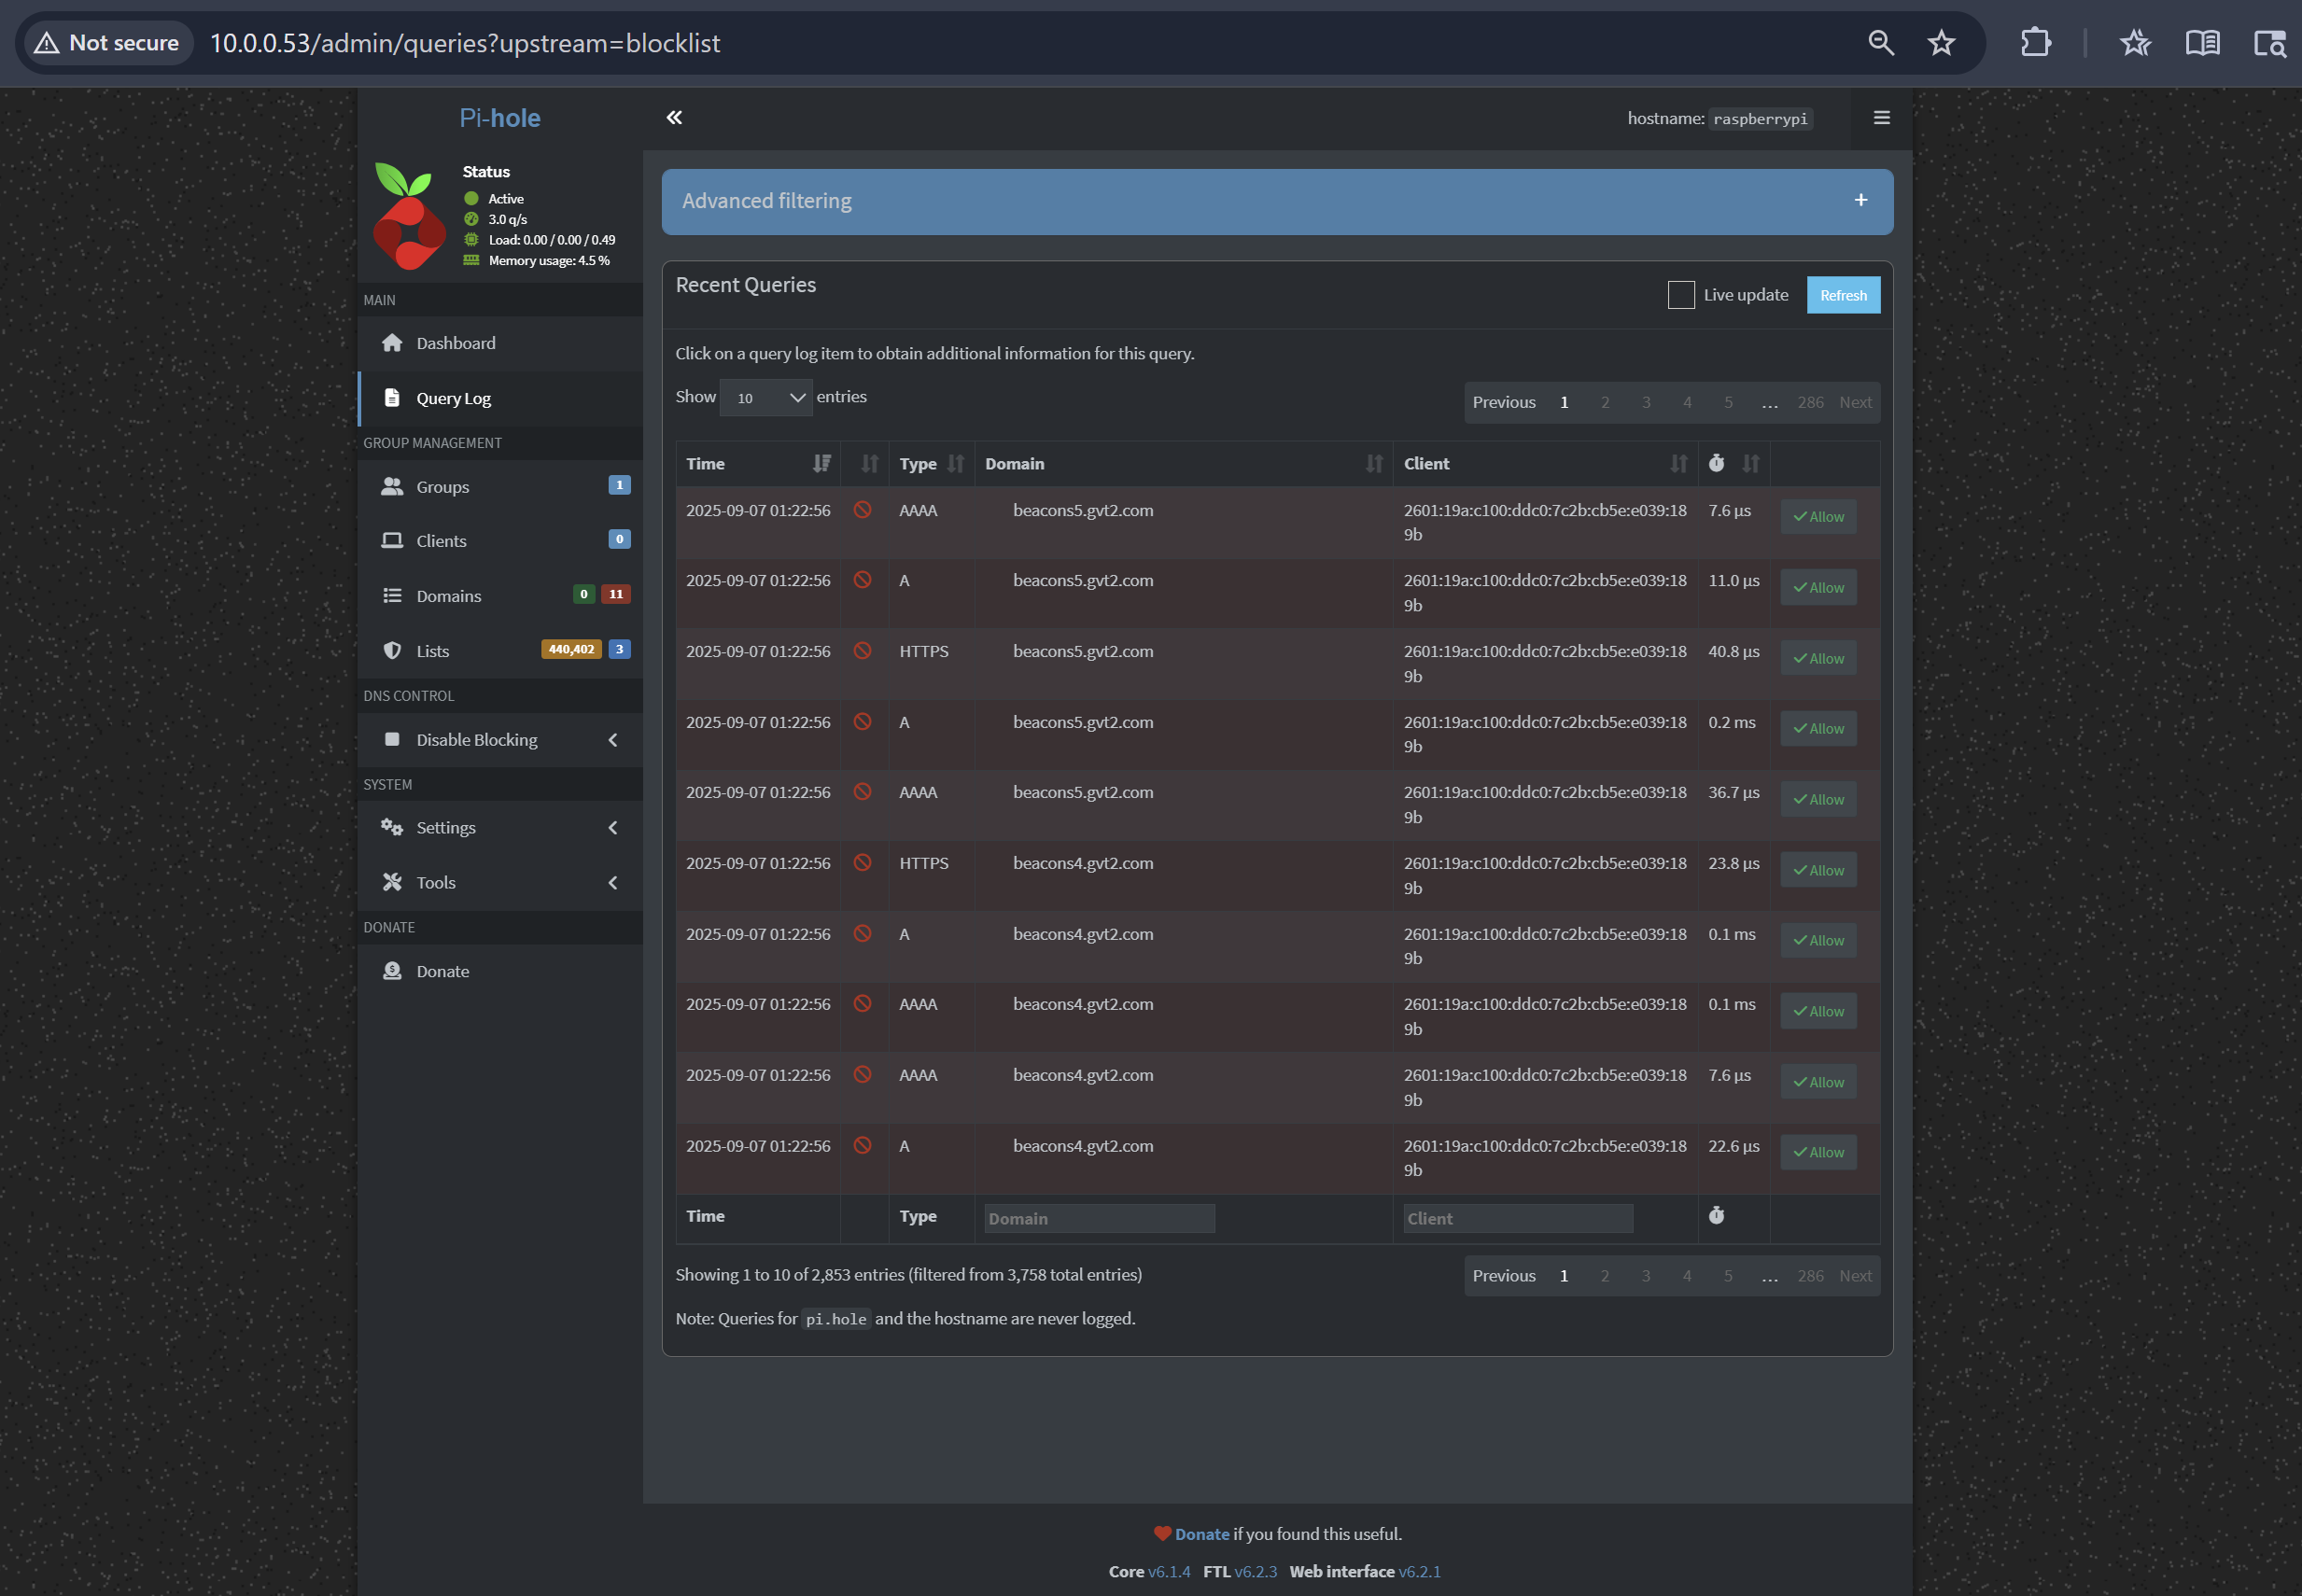 Not secure 10.0.0.53/admin/queries?upstream=blocklist
Pi-hole
hostname: raspberrypi
Status
Active
3.0 q/s
Load: 0.00 / 0.00 / 0.49
Memory usage: 4.5 %
MAIN
Dashboard
Query Log
GROUP MANAGEMENT
Groups 1
Clients 0
Domains 0 11
Lists 440,402 3
DNS CONTROL
Disable Blocking
SYSTEM
Settings
Tools
DONATE
Donate
Advanced filtering
Recent Queries
Live update Refresh
Click on a query log item to obtain additional information for this query.
Show 10 entries
Previous 1 2 3 4 5 ... 286 Next
Time Type Domain Client
2025-09-07 01:22:56 AAAA beacons5.gvt2.com 2601:19a:c100:ddc0:7c2b:cb5e:e039:18 7.6 µs Allow
9b
2025-09-07 01:22:56 A beacons5.gvt2.com 2601:19a:c100:ddc0:7c2b:cb5e:e039:18 11.0 µs Allow
9b
2025-09-07 01:22:56 HTTPS beacons5.gvt2.com 2601:19a:c100:ddc0:7c2b:cb5e:e039:18 40.8 µs Allow
9b
2025-09-07 01:22:56 A beacons5.gvt2.com 2601:19a:c100:ddc0:7c2b:cb5e:e039:18 0.2 ms Allow
9b
2025-09-07 01:22:56 AAAA beacons5.gvt2.com 2601:19a:c100:ddc0:7c2b:cb5e:e039:18 36.7 µs Allow
9b
2025-09-07 01:22:56 HTTPS beacons4.gvt2.com 2601:19a:c100:ddc0:7c2b:cb5e:e039:18 23.8 µs Allow
9b
2025-09-07 01:22:56 A beacons4.gvt2.com 2601:19a:c100:ddc0:7c2b:cb5e:e039:18 0.1 ms Allow
9b
2025-09-07 01:22:56 AAAA beacons4.gvt2.com 2601:19a:c100:ddc0:7c2b:cb5e:e039:18 0.1 ms Allow
9b
2025-09-07 01:22:56 AAAA beacons4.gvt2.com 2601:19a:c100:ddc0:7c2b:cb5e:e039:18 7.6 µs Allow
9b
2025-09-07 01:22:56 A beacons4.gvt2.com 2601:19a:c100:ddc0:7c2b:cb5e:e039:18 22.6 µs Allow
9b
Time Type Domain Client
Showing 1 to 10 of 2,853 entries (filtered from 3,758 total entries)
Previous 1 2 3 4 5 ... 286 Next
Note: Queries for pi.hole and the hostname are never logged.
Donate if you found this useful.
Core v6.1.4 FTL v6.2.3 Web interface v6.2.1